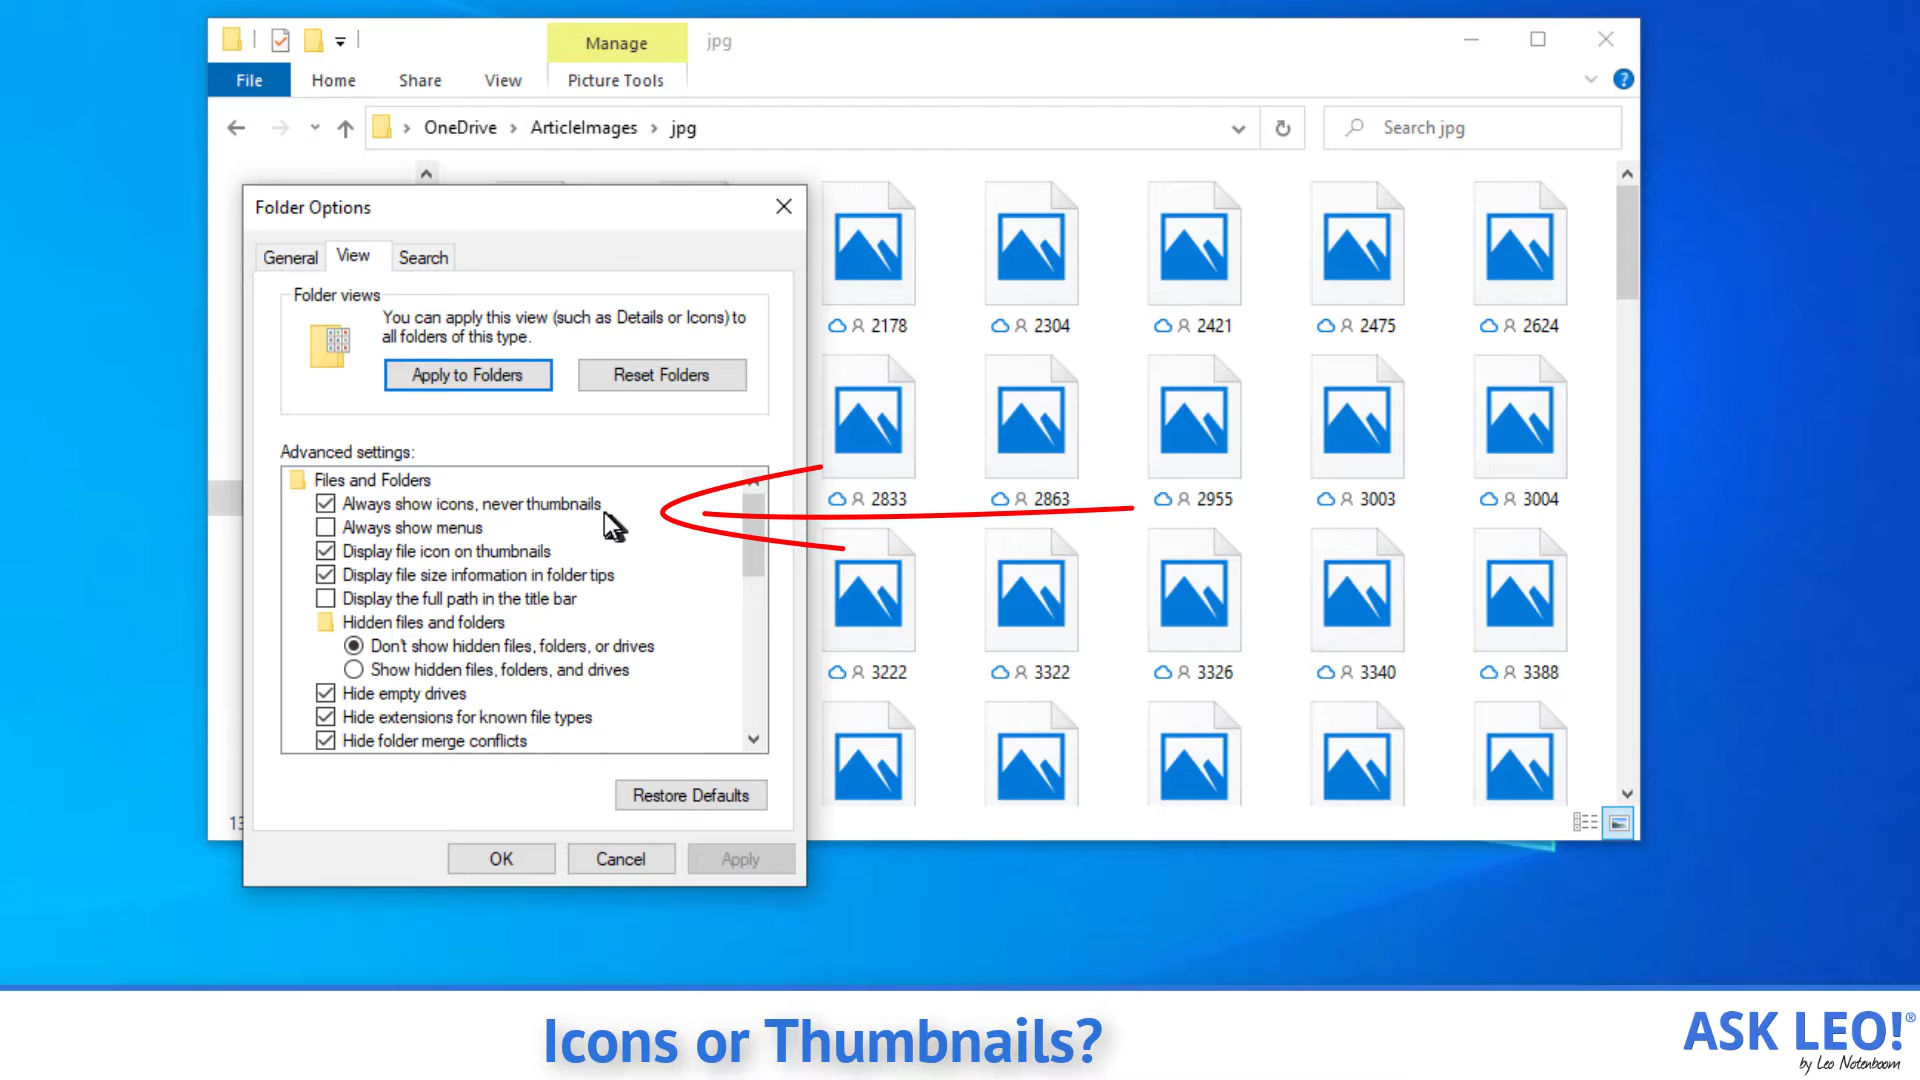 Manage
jpg
File
Home
Share
View
Picture Tools
?
OneDrive
ArticleImages
jpg
Search jpg
Folder Options
General
View
Search
Folder views
You can apply this view (such as Details or Icons) to
all folders of this type.
Apply to Folders
Reset Folders
Advanced settings:
Files and Folders
Always show icons, never thumbnails
Always show menus
Display file icon on thumbnails
Display file size information in folder tips
Display the full path in the title bar
Hidden files and folders
Don't show hidden files, folders, or drives
Show hidden files, folders, and drives
Hide empty drives
Hide extensions for known file types
Hide folder merge conflicts
Restore Defaults
OK
Cancel
Apply
2178
2304
2421
2475
2624
2833
2863
2955
3003
3004
3222
3322
3326
3340
3388
Icons or Thumbnails?
ASK LEO!®
by Leo Notenboom